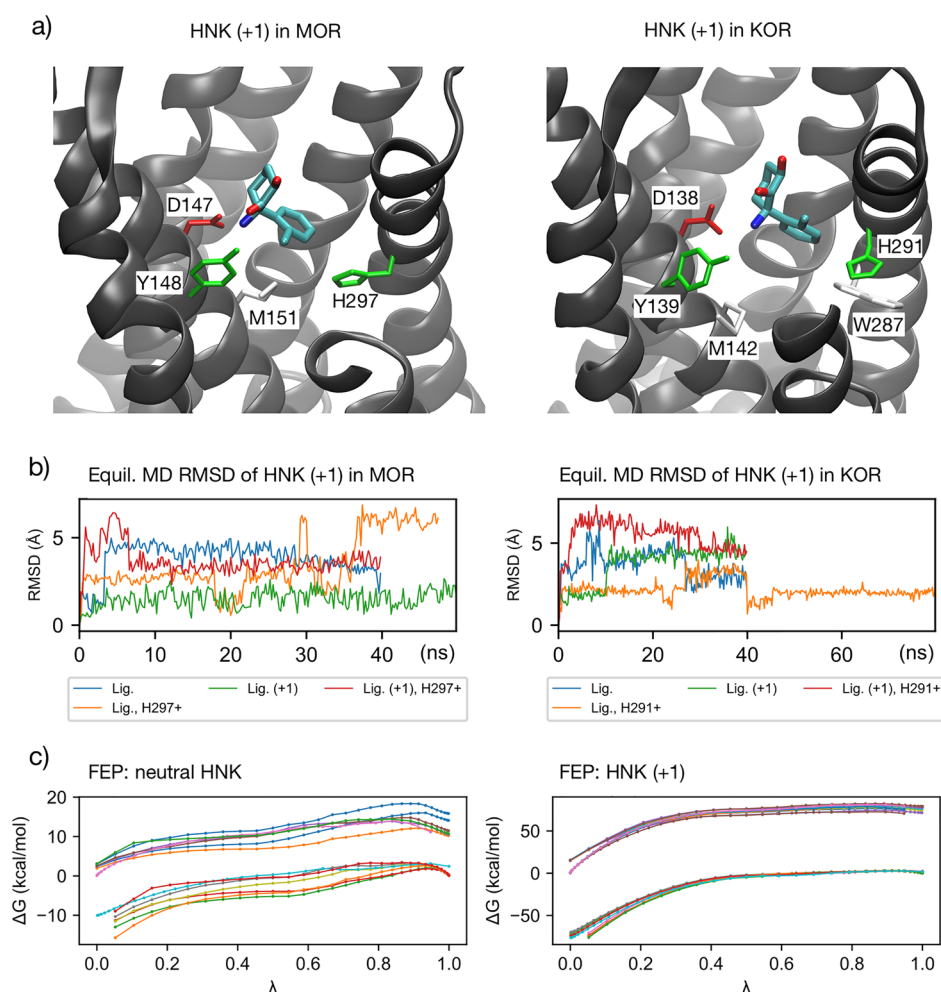 a)
HNK (+1) in MOR
HNK (+1) in KOR
D147
Y148
M151
H297
D138
Y139
M142
H291
W287
b)
Equil. MD RMSD of HNK (+1) in MOR
Equil. MD RMSD of HNK (+1) in KOR
RMSD (Å)
5
0
0 10 20 30 40 (ns)
RMSD (Å)
5
0
0 20 40 60 (ns)
Lig. Lig. (+1) Lig. (+1), H297+
Lig., H297+
Lig. Lig. (+1) Lig. (+1), H291+
Lig., H291+
c)
FEP: neutral HNK
FEP: HNK (+1)
ΔG (kcal/mol)
20
10
0
−10
0.0 0.2 0.4 0.6 0.8 1.0
λ
ΔG (kcal/mol)
50
0
−50
0.0 0.2 0.4 0.6 0.8 1.0
λ